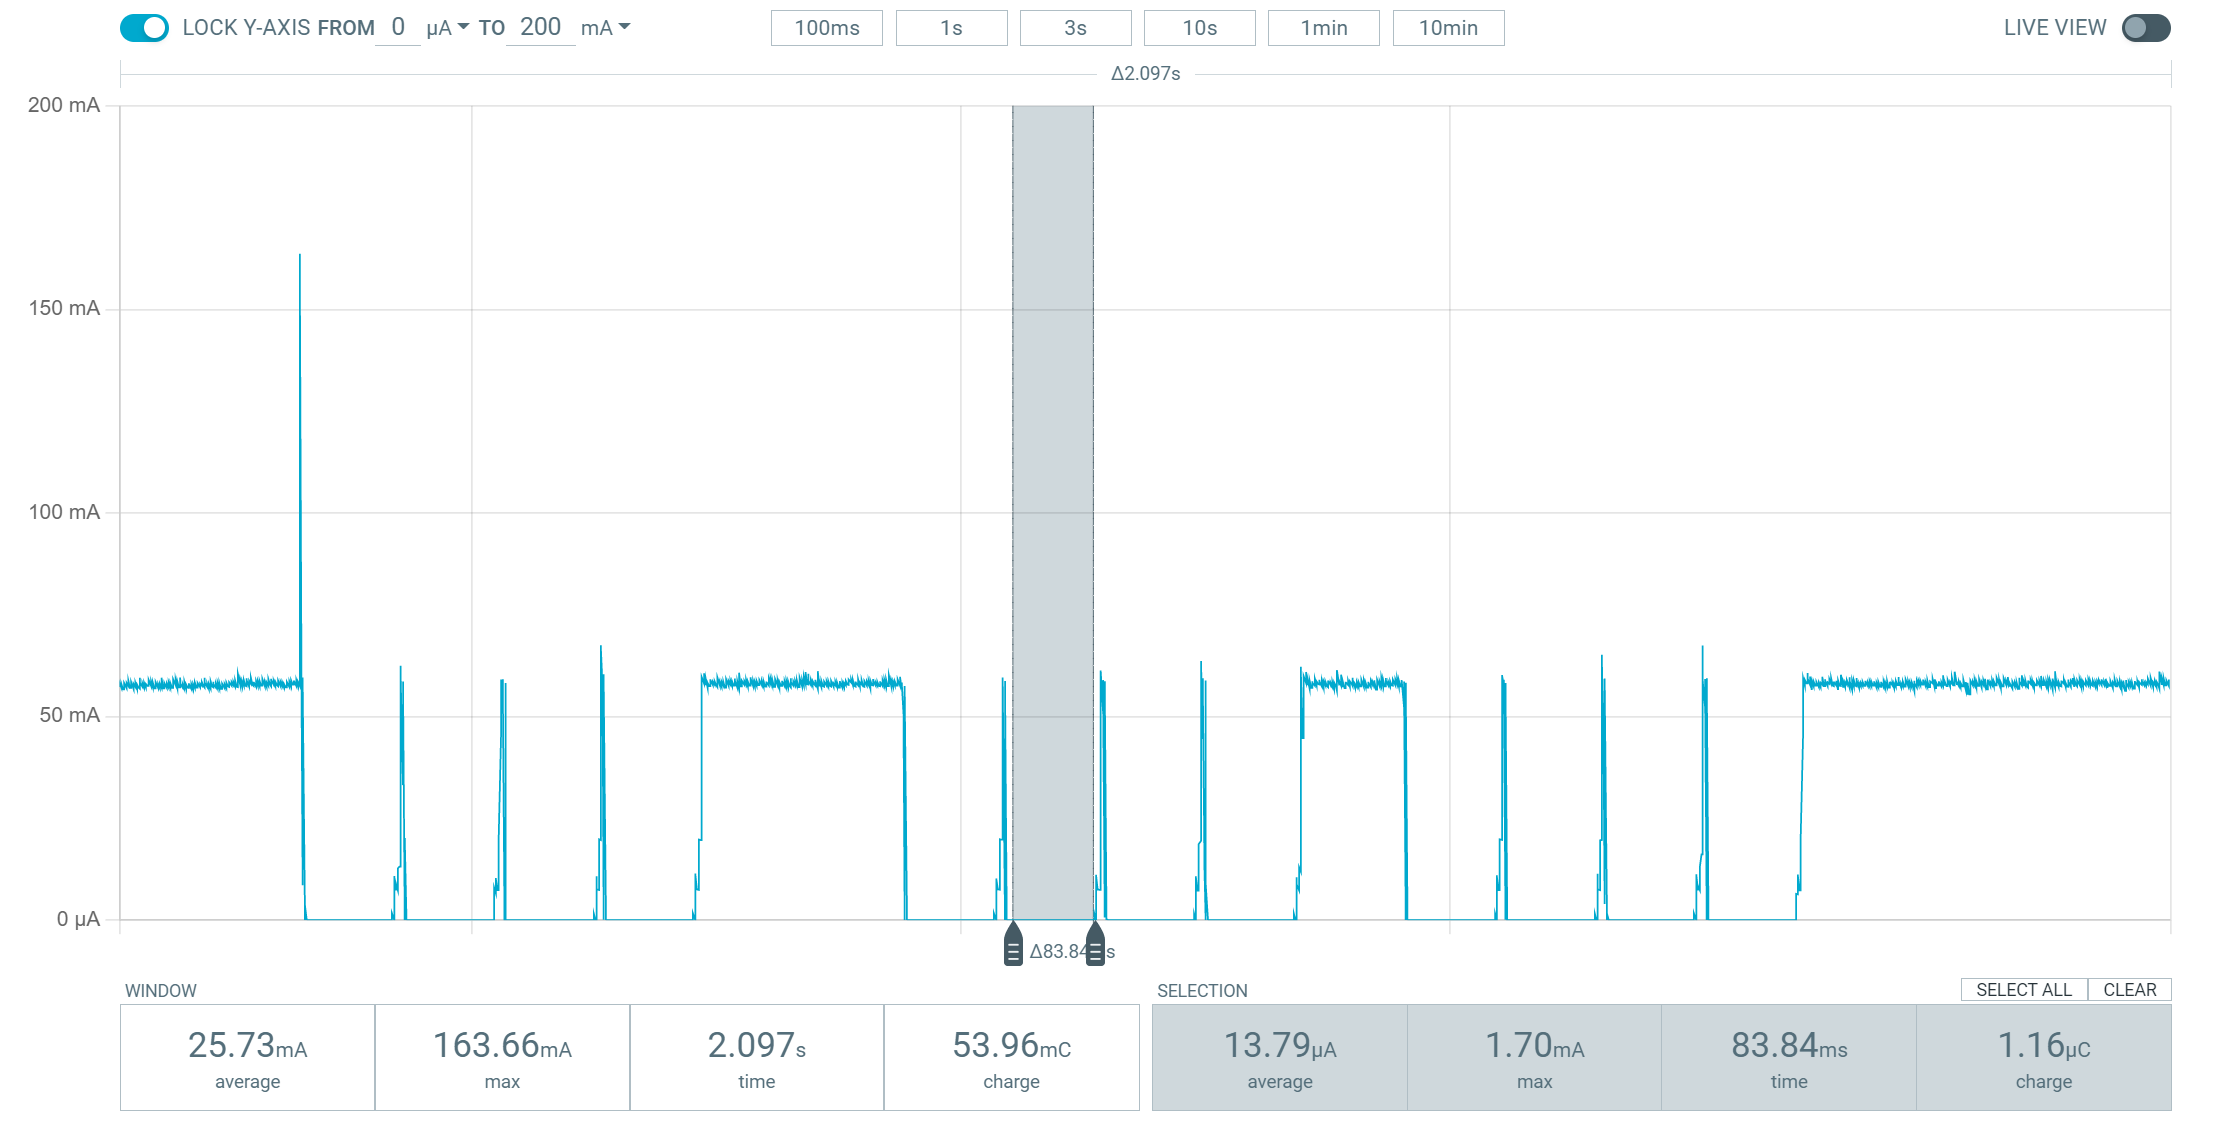 LOCK Y-AXIS FROM 0 µA TO 200 mA 100ms 1s 3s 10s 1min 10min LIVE VIEW
Δ2.097s
200 mA
150 mA
100 mA
50 mA
0 µA
Δ83.84 s
WINDOW
25.73mA 163.66mA 2.097s 53.96mC
average max time charge
SELECTION SELECT ALL CLEAR
13.79µA 1.70mA 83.84ms 1.16µC
average max time charge